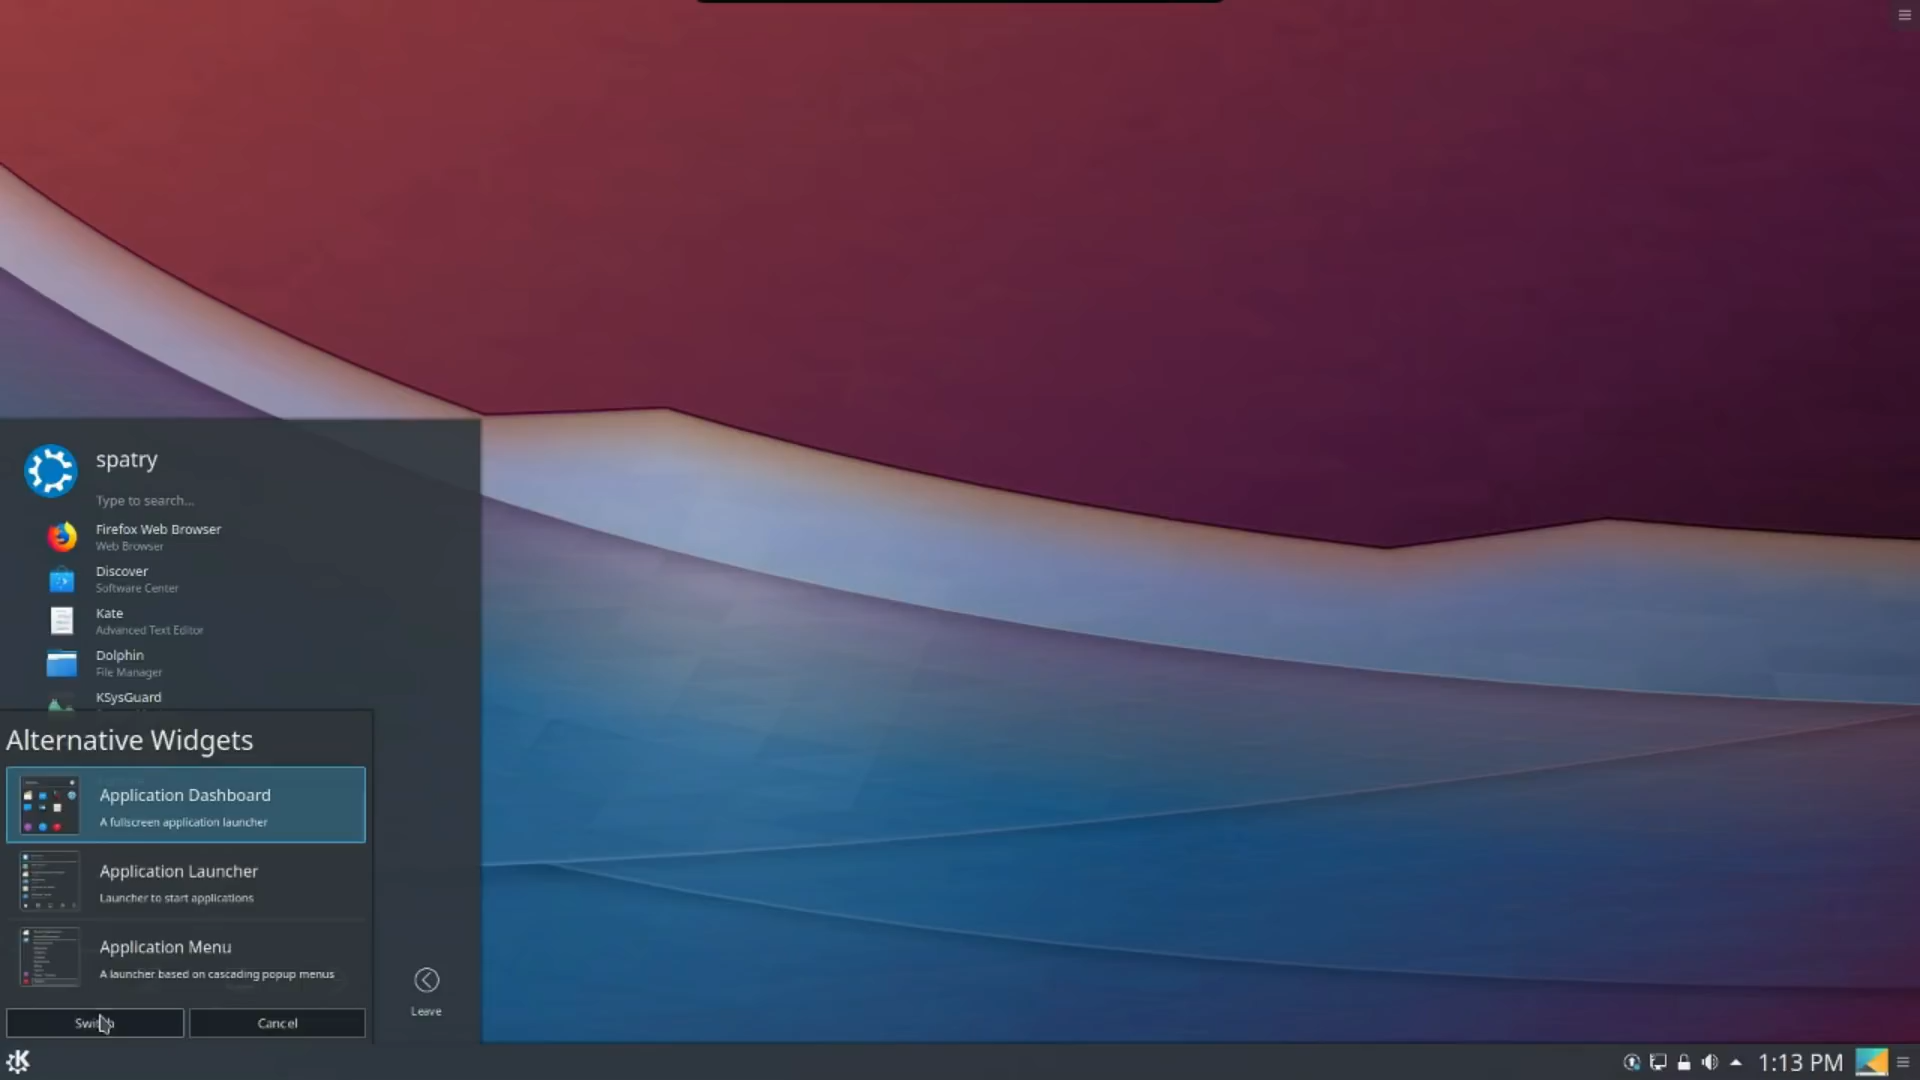 spatry
Type to search...
Firefox Web Browser
Web Browser
Discover
Software Center
Kate
Advanced Text Editor
Dolphin
File Manager
KSysGuard
Alternative Widgets
Application Dashboard
A fullscreen application launcher
Application Launcher
Launcher to start applications
Application Menu
A launcher based on cascading popup menus
Switch
Cancel
Leave
1:13 PM